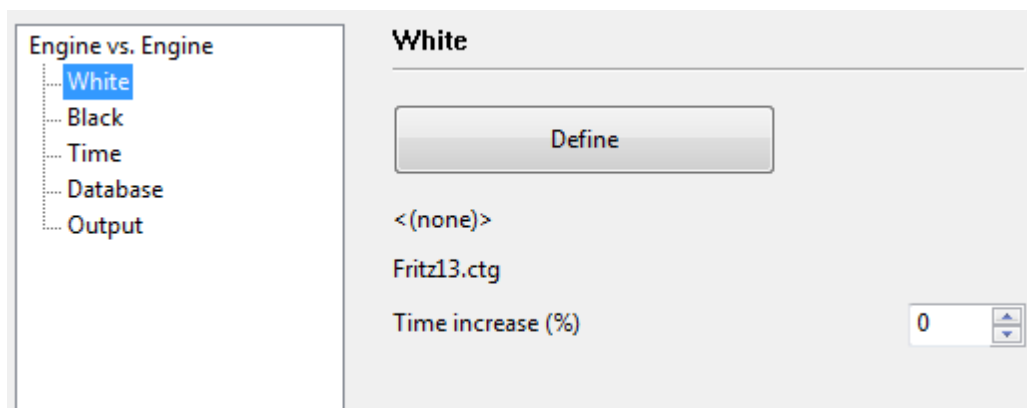 Engine vs. Engine
White
Black
Time
Database
Output
White
Define
<(none)>
Fritz13.ctg
Time increase (%)
0